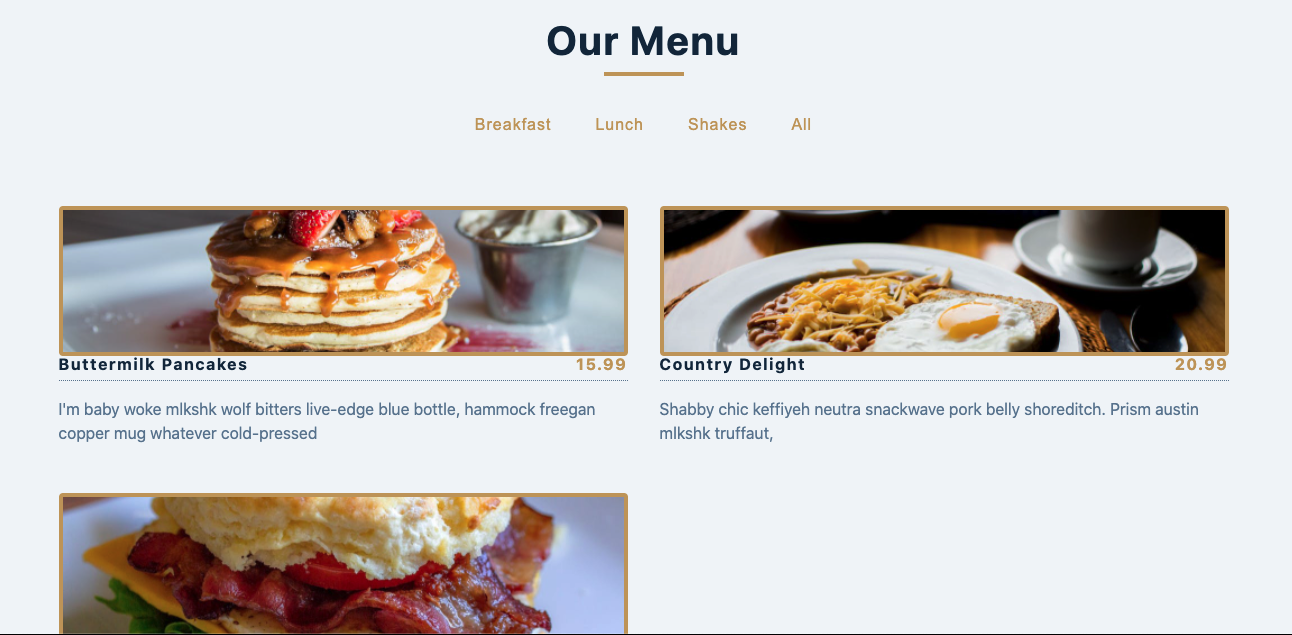 Our Menu
Breakfast Lunch Shakes All
Buttermilk Pancakes 15.99
I'm baby woke mlkshk wolf bitters live-edge blue bottle, hammock freegan
copper mug whatever cold-pressed
Country Delight 20.99
Shabby chic keffiyeh neutra snackwave pork belly shoreditch. Prism austin
mlkshk truffaut,